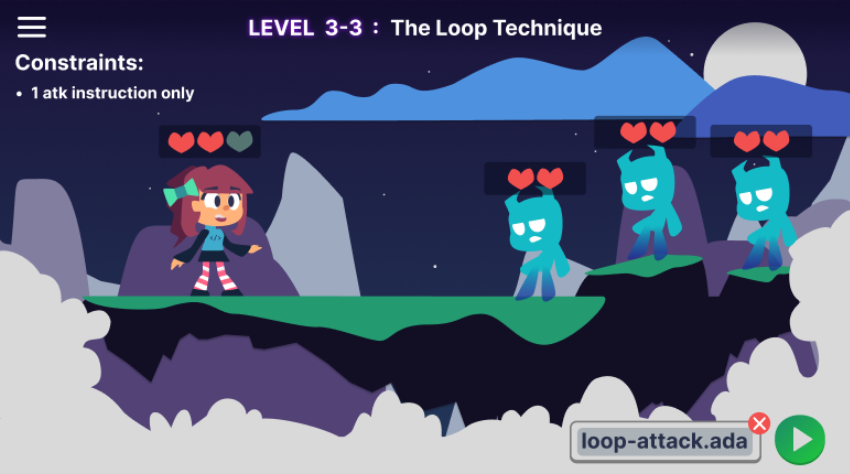 LEVEL 3-3 : The Loop Technique
Constraints:
• 1 atk instruction only
</>
loop-attack.ada